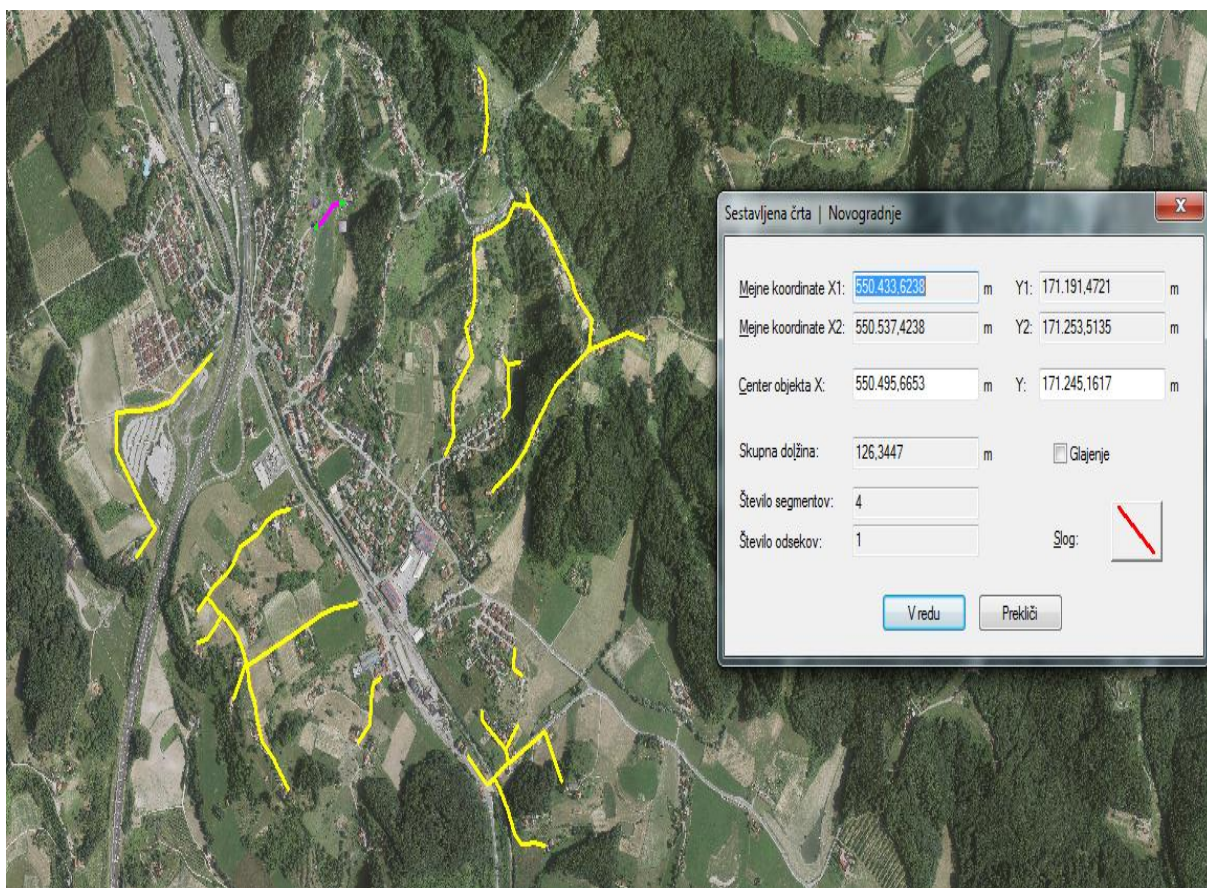 Sestavljena črta | Novogradnje
X
Mejne koordinate X1: 550.433,6238 m Y1: 171.191,4721 m
Mejne koordinate X2: 550.537,4238 m Y2: 171.253,5135 m
Center objekta X: 550.495,6653 m Y: 171.245,1617 m
Skupna dolžina: 126,3447 m Glajenje
Število segmentov: 4
Število odsekov: 1 Slog:
V redu Prekliči